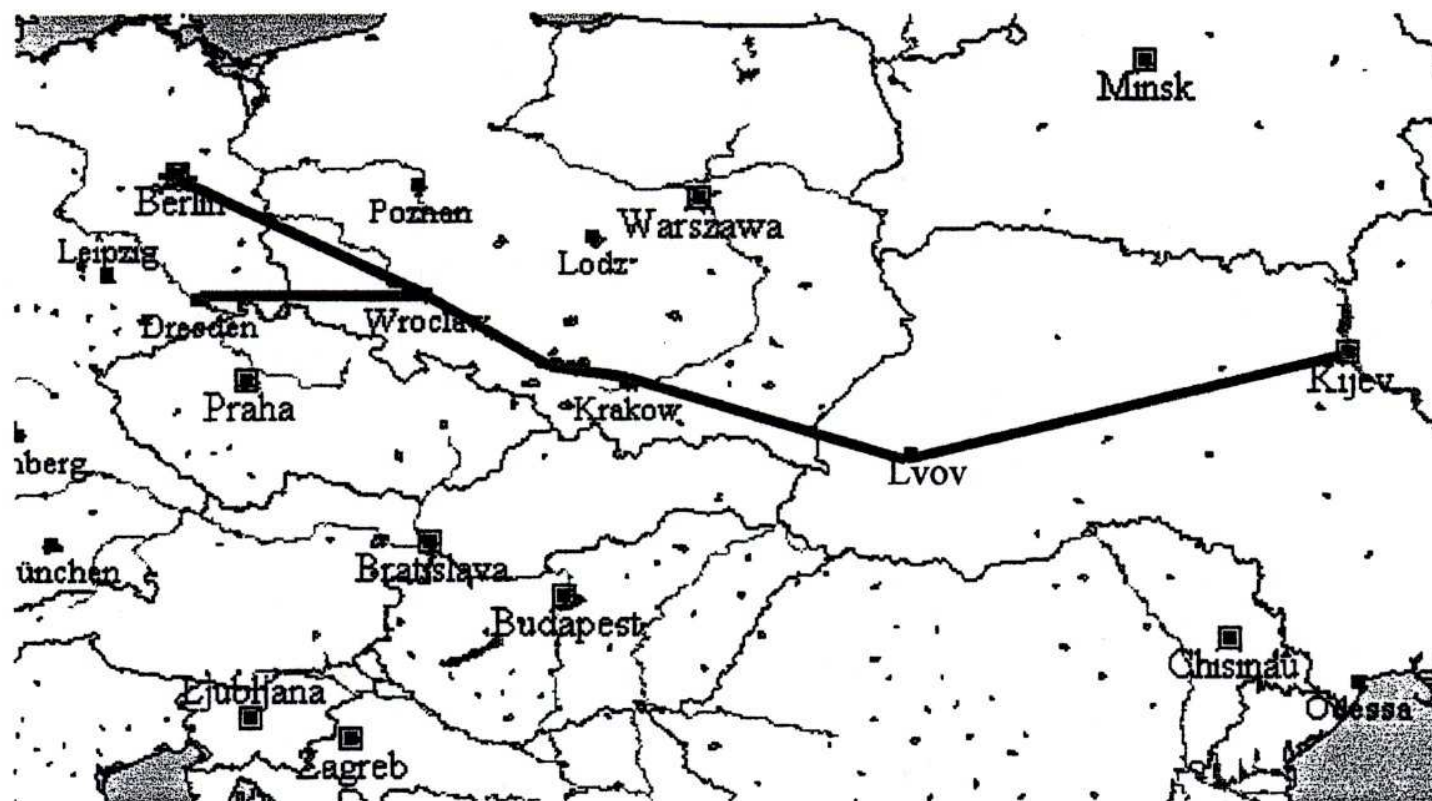 Minsk
Berlin
Poznan
Warszawa
Leipzig
Lodz
Dresden
Wroclaw
Kijev
Praha
Krakow
nberg
Lvov
ünchen
Bratislava
Budapest
Chisinau
Ljubljana
Odessa
Zagreb